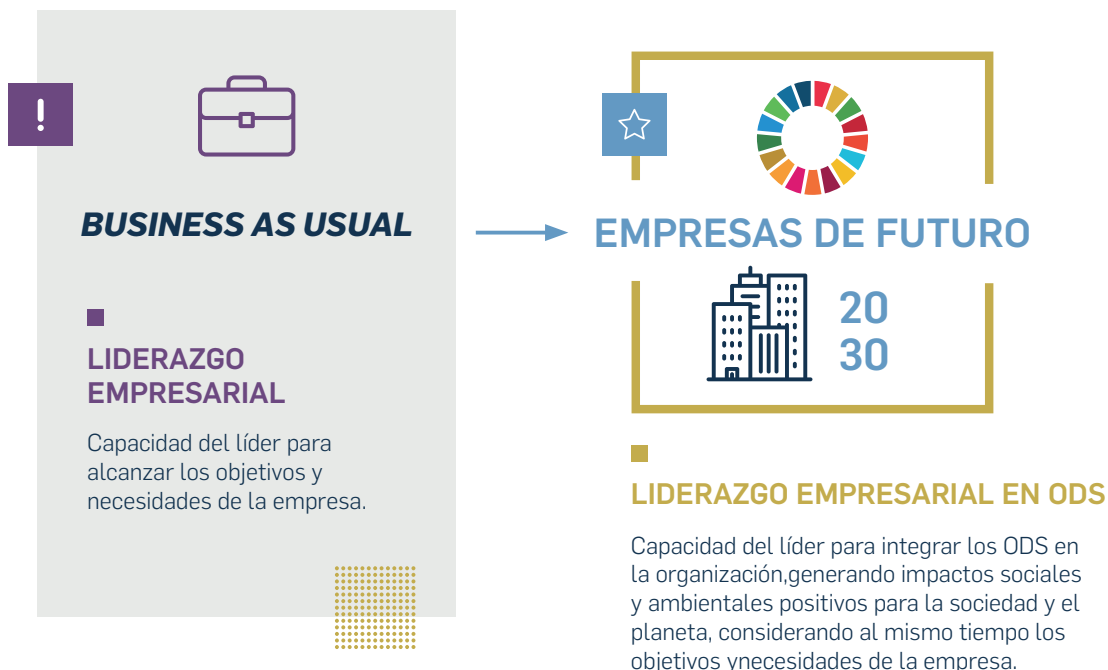 !
BUSINESS AS USUAL
LIDERAZGO
EMPRESARIAL
Capacidad del líder para
alcanzar los objetivos y
necesidades de la empresa.
EMPRESAS DE FUTURO
20
30
LIDERAZGO EMPRESARIAL EN ODS
Capacidad del líder para integrar los ODS en
la organización,generando impactos sociales
y ambientales positivos para la sociedad y el
planeta, considerando al mismo tiempo los
objetivos ynecesidades de la empresa.